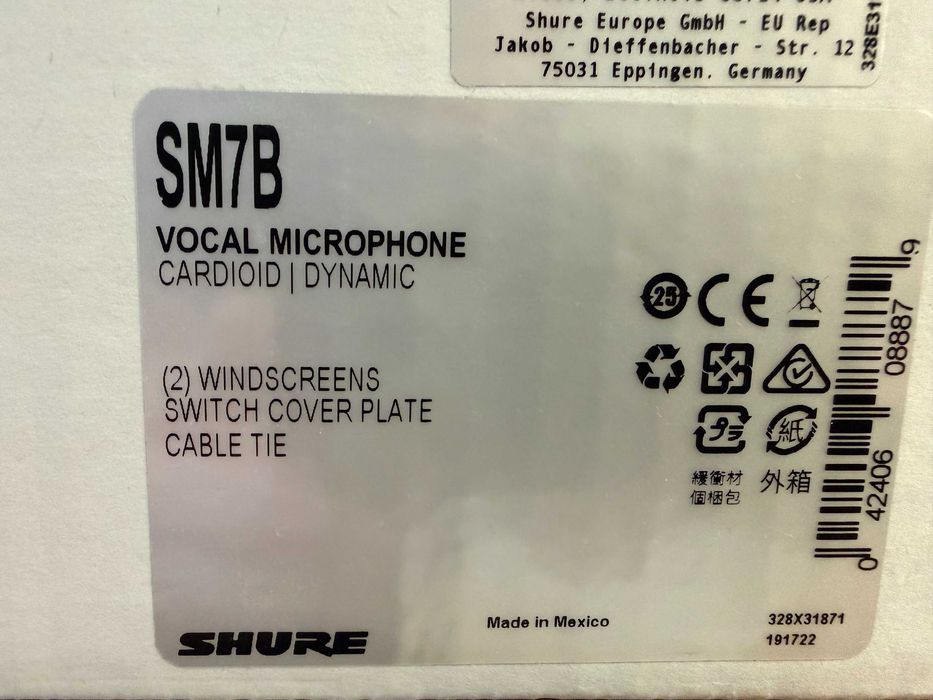 Shure Europe GmbH - EU Rep
Jakob - Dieffenbacher - Str. 12
75031 Eppingen, Germany
328E31
SM7B
VOCAL MICROPHONE
CARDIOID | DYNAMIC
(2) WINDSCREENS
SWITCH COVER PLATE
CABLE TIE
25
CE
プラ
紙
緩衝材
個梱包
外箱
0 42406 08887 9
SHURE
Made in Mexico
328X31871
191722